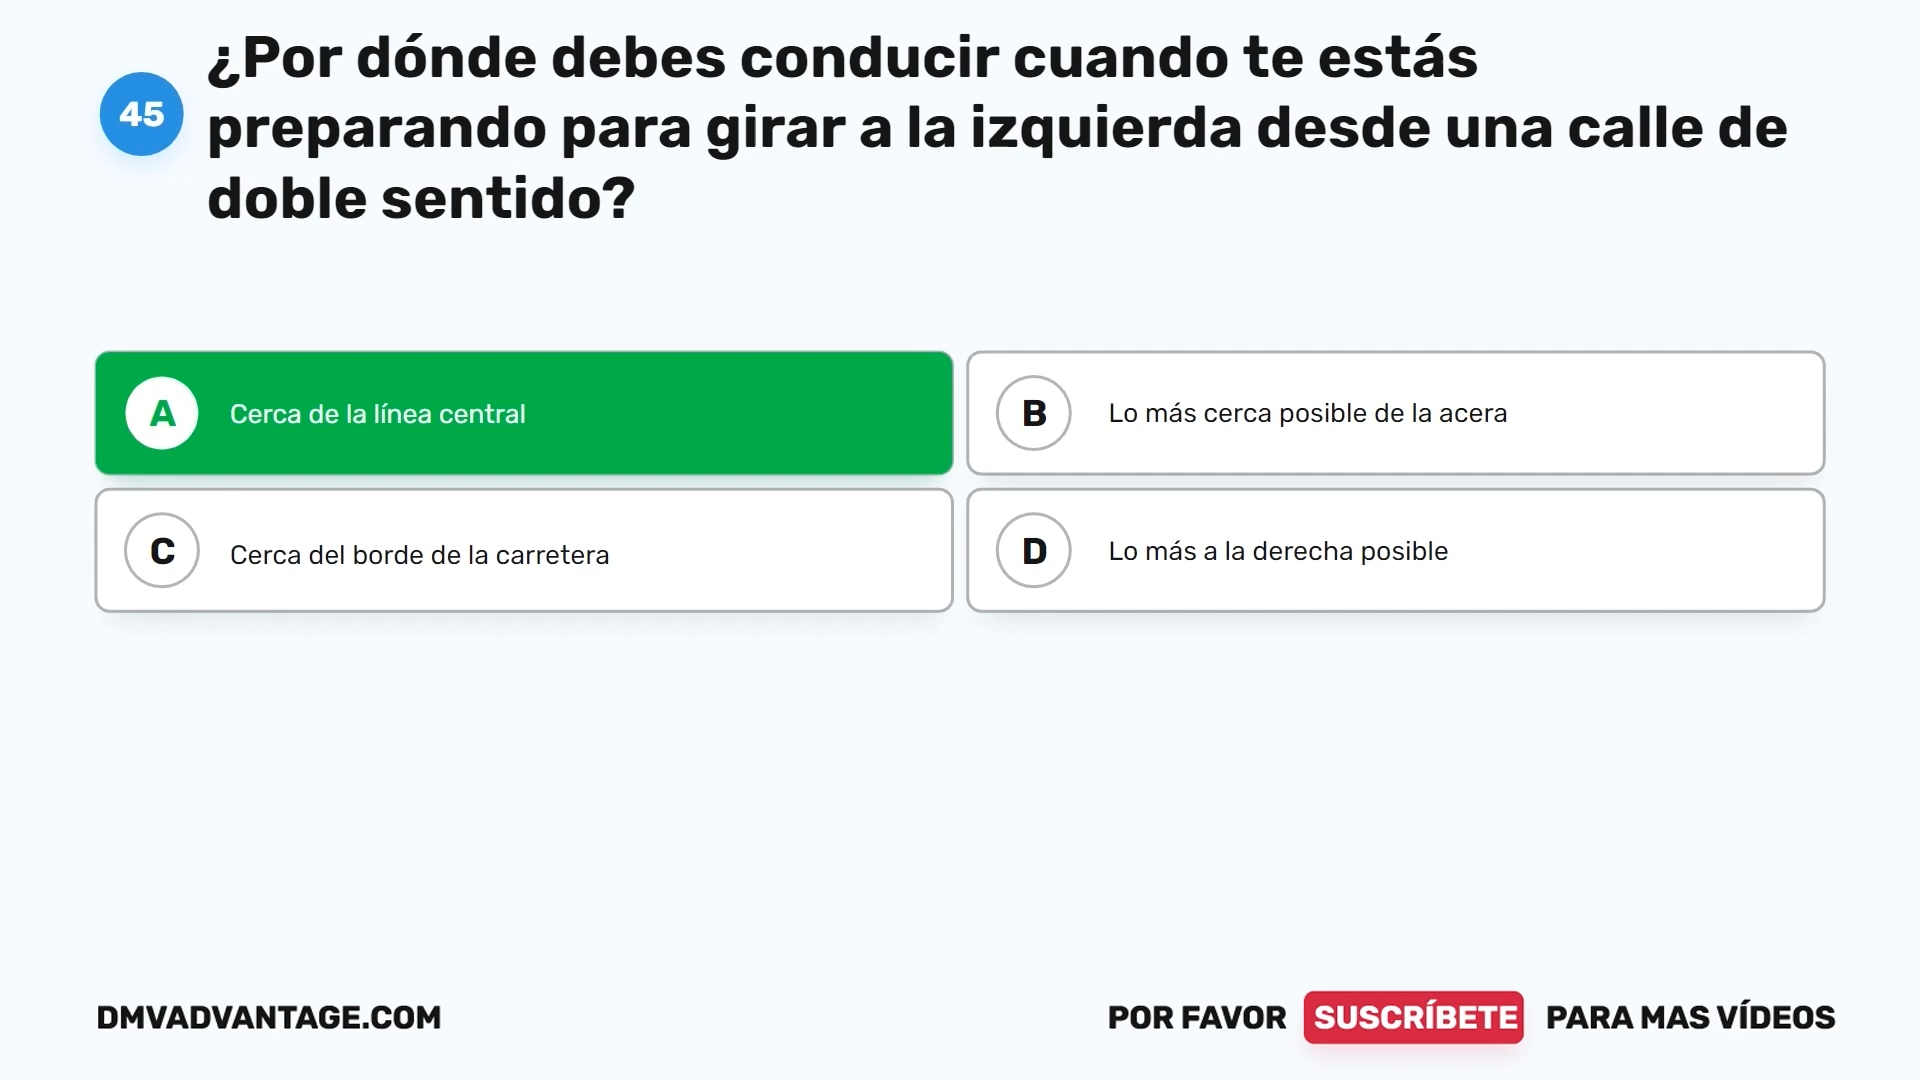 45
¿Por dónde debes conducir cuando te estás
preparando para girar a la izquierda desde una calle de
doble sentido?
A Cerca de la línea central
B Lo más cerca posible de la acera
C Cerca del borde de la carretera
D Lo más a la derecha posible
DMVADVANTAGE.COM
POR FAVOR SUSCRÍBETE PARA MAS VÍDEOS